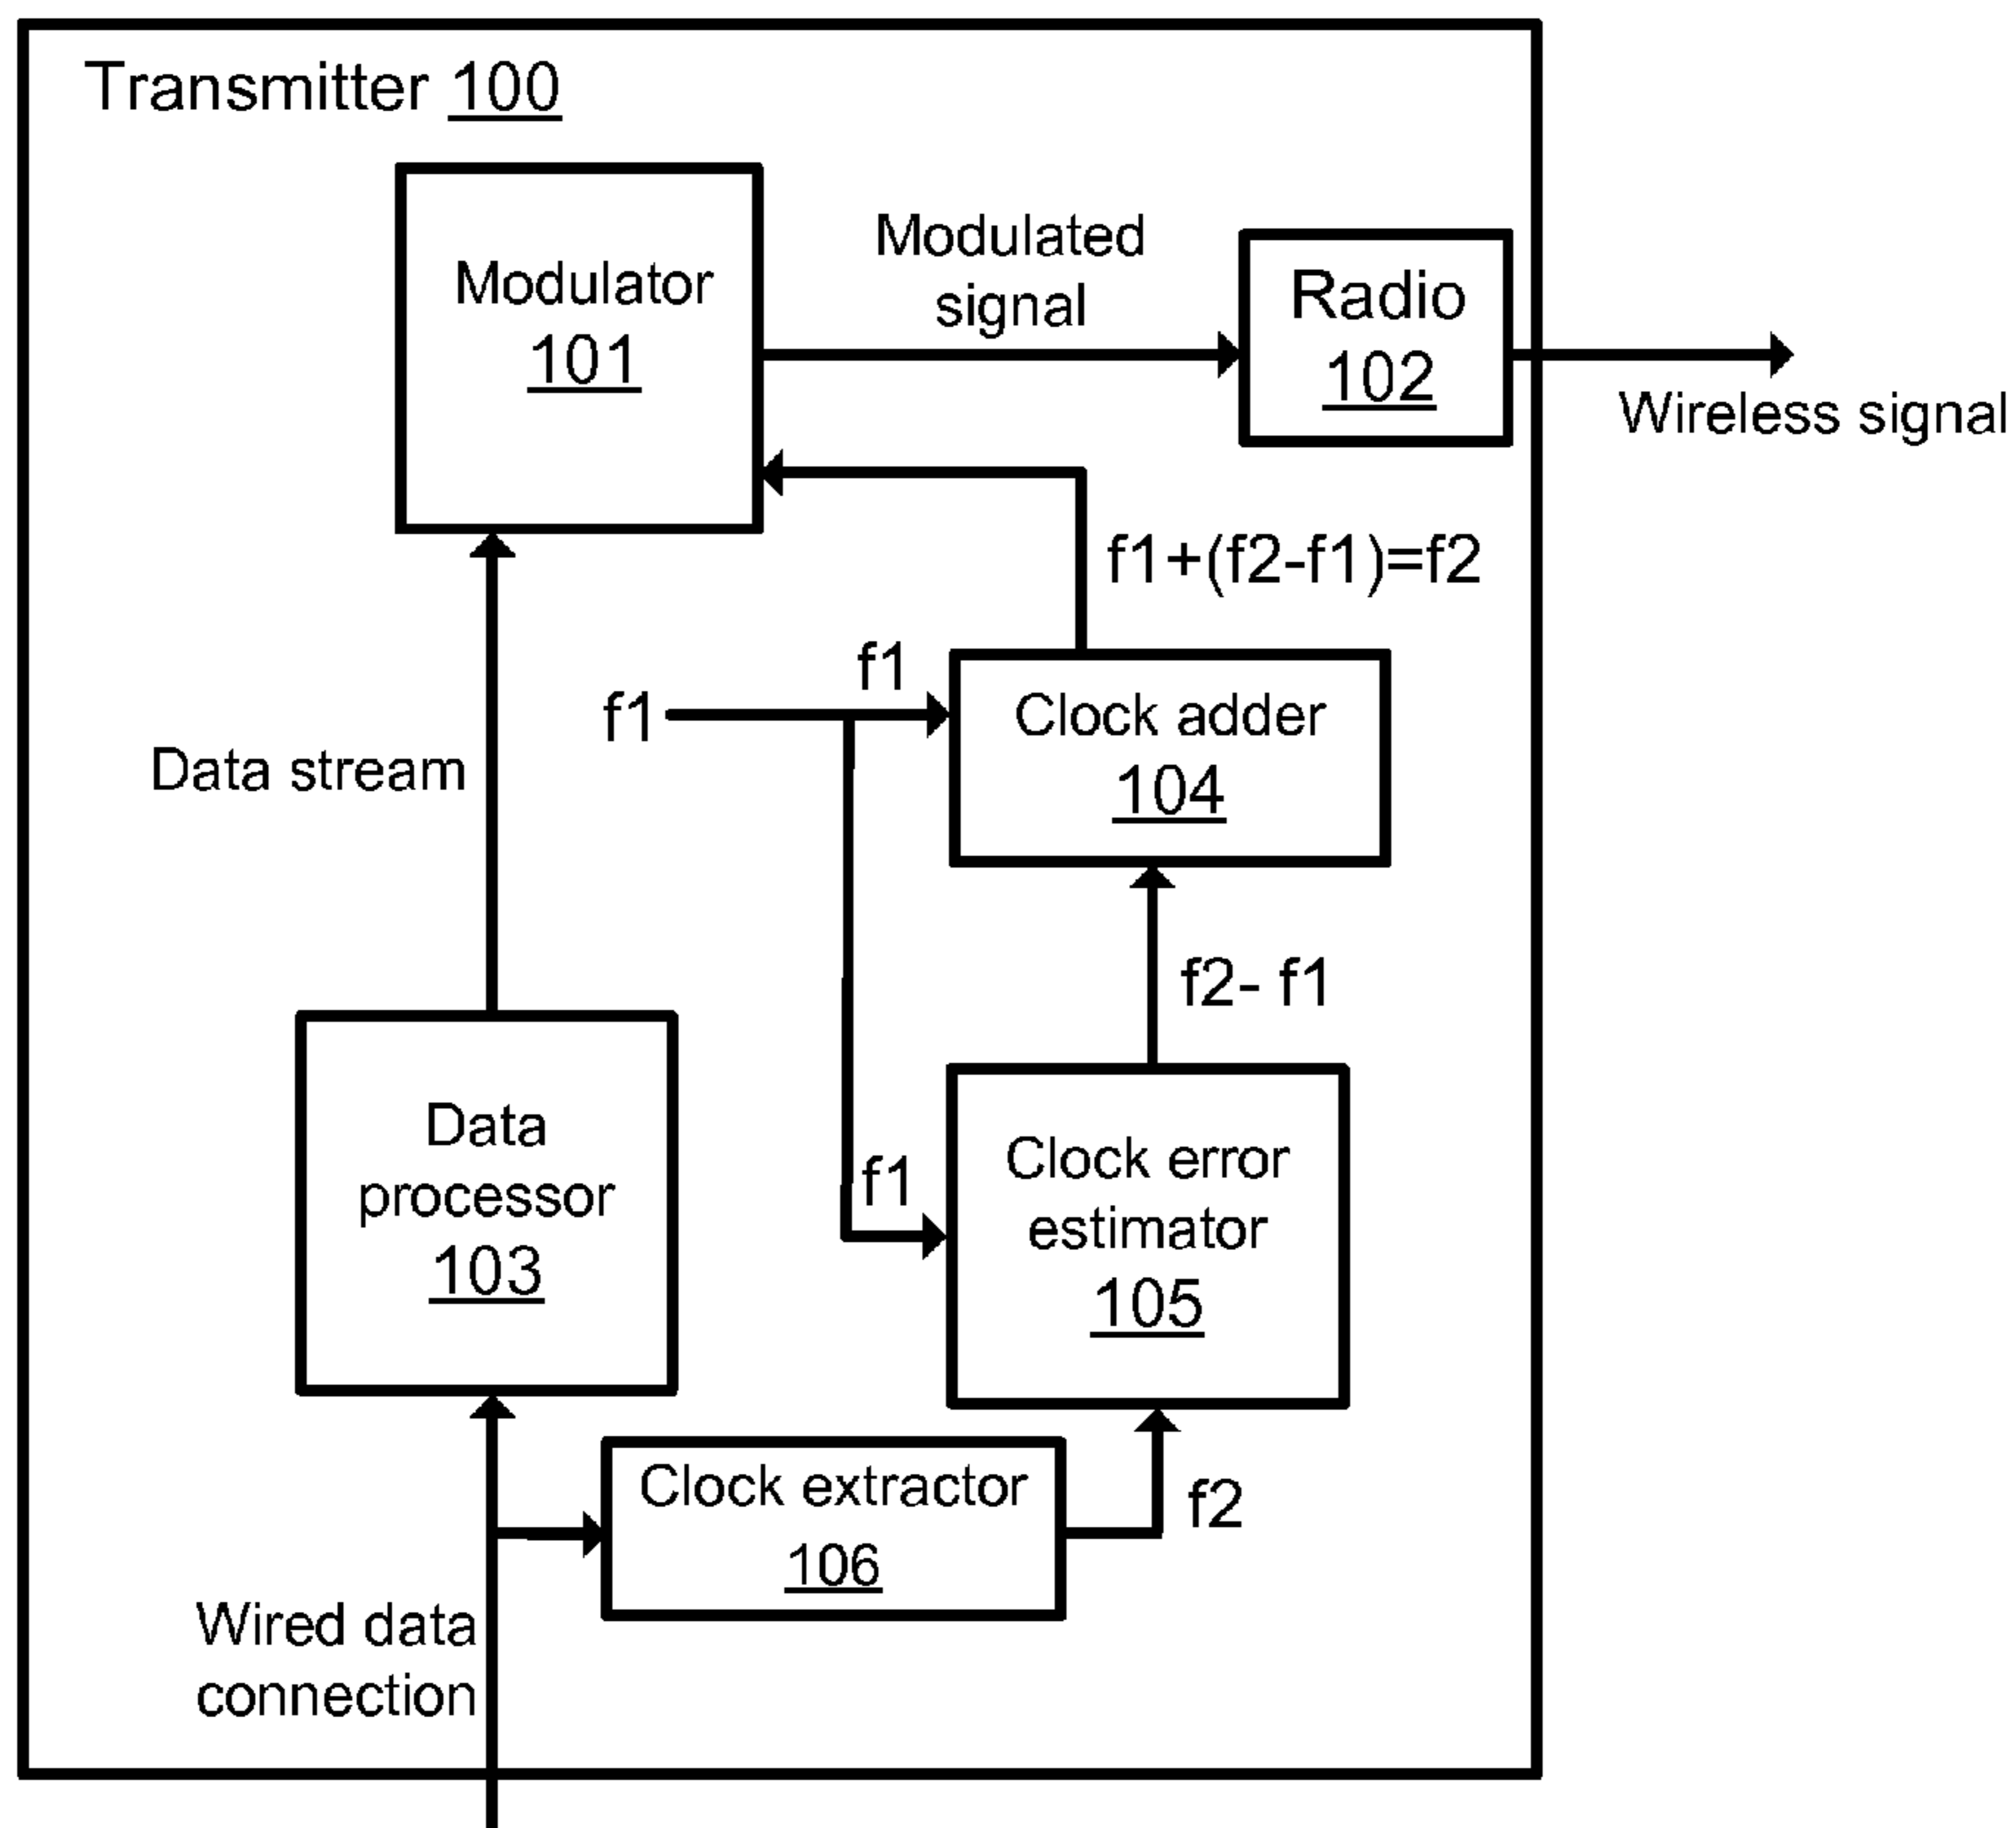 Transmitter 100
Modulator
101
Modulated
signal
Radio
102
Wireless signal
f1+(f2-f1)=f2
f1
f1
Clock adder
104
Data stream
f2- f1
Data
processor
103
f1
Clock error
estimator
105
Clock extractor
106
f2
Wired data
connection